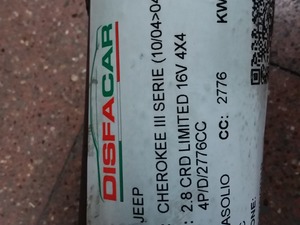 DISFACAR
JEEP
CHEROKEE III SERIE (10/04>04
: 2.8 CRD LIMITED 16V 4X4
4P/D/2776CC
ASOLIO CC: 2776
KW